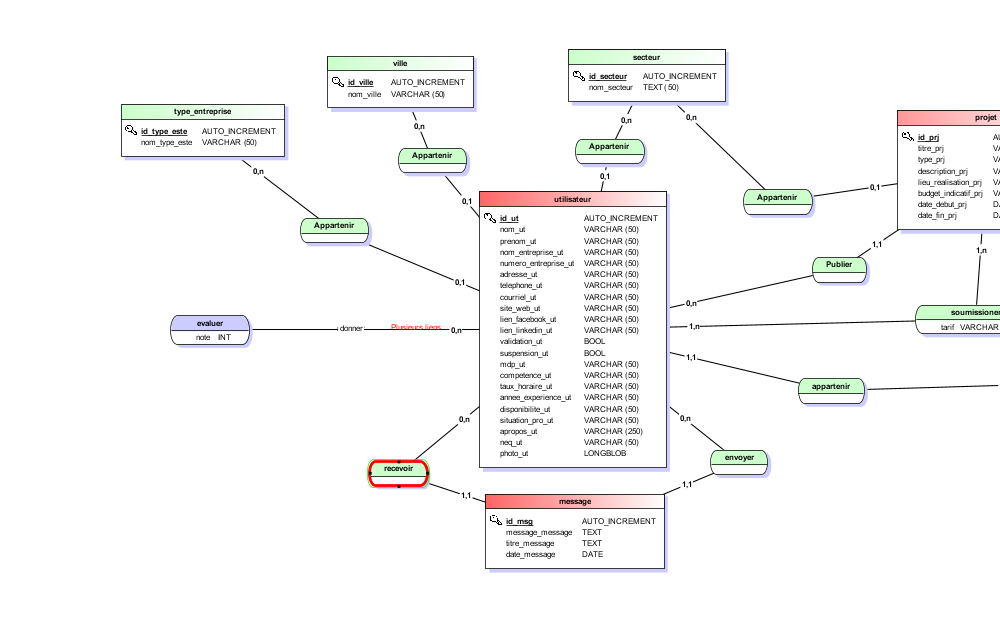 ville
id_ville AUTO_INCREMENT
nom_ville VARCHAR (50)
secteur
id_secteur AUTO_INCREMENT
nom_secteur TEXT (50)
type_entreprise
id_type_este AUTO_INCREMENT
nom_type_este VARCHAR (50)
projet
id_prj AU
titre_prj VA
type_prj VA
description_prj VA
lieu_realisation_prj VA
budget_indicatif_prj VA
date_debut_prj DA
date_fin_prj DA
0,n
0,n
0,n
0,n
Appartenir
Appartenir
Appartenir
Appartenir
0,1
0,1
0,1
0,1
utilisateur
id_ut AUTO_INCREMENT
nom_ut VARCHAR (50)
prenom_ut VARCHAR (50)
nom_entreprise_ut VARCHAR (50)
numero_entreprise_ut VARCHAR (50)
adresse_ut VARCHAR (50)
telephone_ut VARCHAR (50)
courriel_ut VARCHAR (50)
site_web_ut VARCHAR (50)
lien_facebook_ut VARCHAR (50)
lien_linkedin_ut VARCHAR (50)
validation_ut BOOL
suspension_ut BOOL
mdp_ut VARCHAR (50)
competence_ut VARCHAR (50)
taux_horaire_ut VARCHAR (50)
annee_experience_ut VARCHAR (50)
disponibilite_ut VARCHAR (50)
situation_pro_ut VARCHAR (50)
apropos_ut VARCHAR (250)
neq_ut VARCHAR (50)
photo_ut LONGBLOB
1,1
1,n
Publier
0,n
evaluer
note INT
donner
Plusieurs liens
0,n
1,n
soumissioner
tarif VARCHAR
1,1
appartenir
0,n
0,n
recevoir
envoyer
1,1
1,1
message
id_msg AUTO_INCREMENT
message_message TEXT
titre_message TEXT
date_message DATE